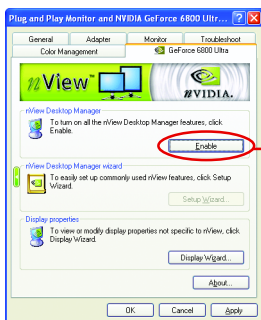 Plug and Play Monitor and NVIDIA GeForce 6800 Ultr...
General
Adapter
Monitor
Troubleshoot
Color Management
GeForce 6800 Ultra
nView™
NVIDIA.
nView Desktop Manager
To turn on all the nView Desktop Manager features, click Enable.
Enable
nView Desktop Manager wizard
To easily set up commonly used nView features, click Setup Wizard.
Setup Wizard...
Display properties
To view or modify display properties not specific to nView, click Display Wizard.
Display Wizard...
About...
OK
Cancel
Apply